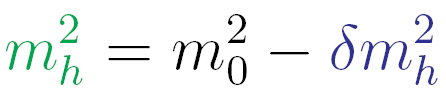 $m_h^2 = m_0^2 - \delta m_h^2$